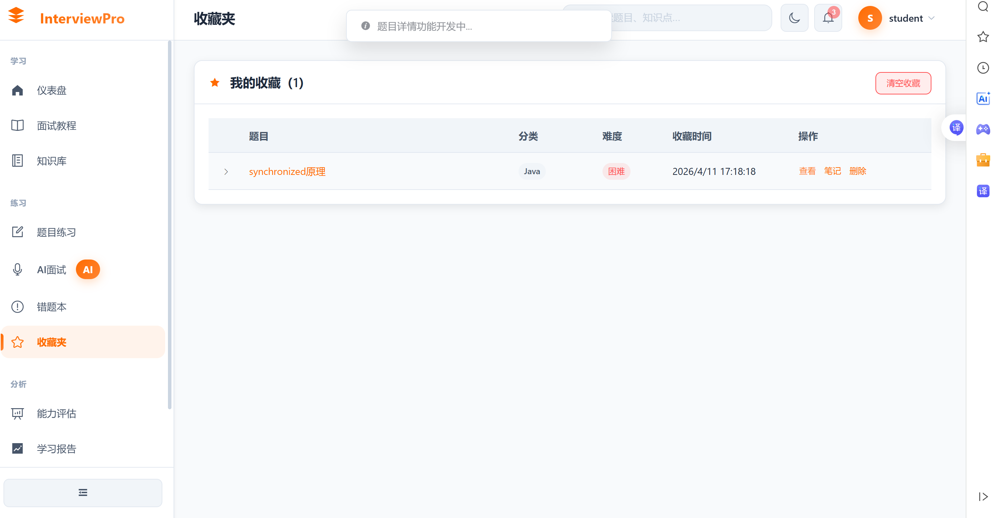 InterviewPro
收藏夹
题目详情功能开发中...
题目、知识点...
3
S
student
学习
仪表盘
面试教程
知识库
练习
题目练习
AI面试
AI
错题本
收藏夹
分析
能力评估
学习报告
我的收藏 (1)
清空收藏
题目 分类 难度 收藏时间 操作
synchronized原理 Java 困难 2026/4/11 17:18:18 查看 笔记 删除
译
AI
译